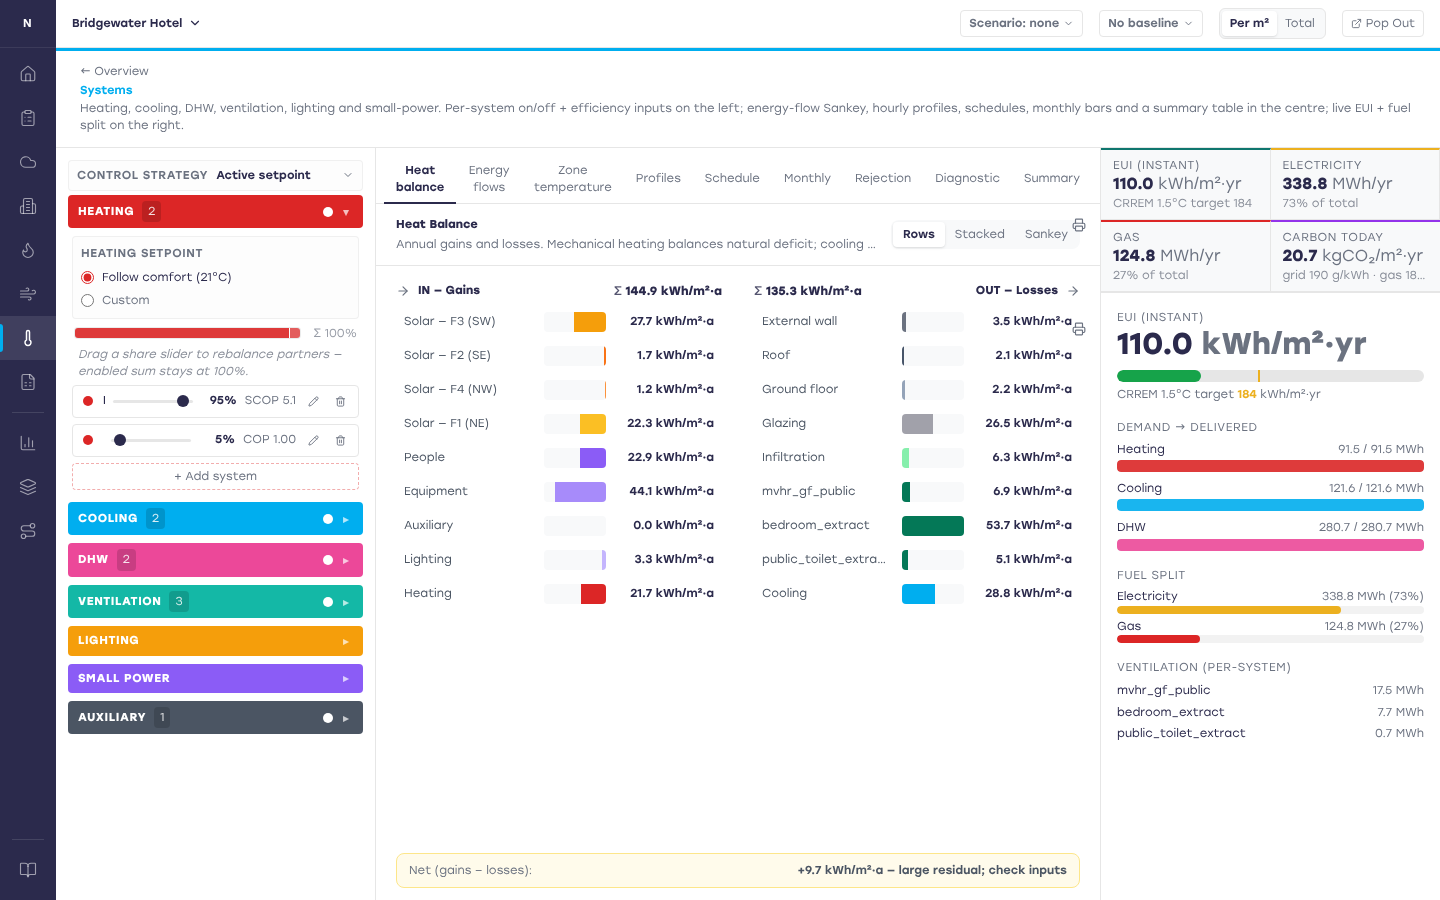 N
Bridgewater Hotel
Scenario: none
No baseline
Per m²
Total
Pop Out
← Overview
Systems
Heating, cooling, DHW, ventilation, lighting and small-power. Per-system on/off + efficiency inputs on the left; energy-flow Sankey, hourly profiles, schedules, monthly bars and a summary table in the centre; live EUI + fuel
split on the right.
CONTROL STRATEGY Active setpoint
HEATING 2
HEATING SETPOINT
Follow comfort (21°C)
Custom
Σ 100%
Drag a share slider to rebalance partners —
enabled sum stays at 100%.
95% SCOP 5.1
5% COP 1.00
+ Add system
COOLING 2
DHW 2
VENTILATION 3
LIGHTING
SMALL POWER
AUXILIARY 1
Heat
balance
Energy
flows
Zone
temperature
Profiles
Schedule
Monthly
Rejection
Diagnostic
Summary
Heat Balance
Annual gains and losses. Mechanical heating balances natural deficit; cooling ...
Rows
Stacked
Sankey
→ IN — Gains Σ 144.9 kWh/m²·a
Σ 135.3 kWh/m²·a OUT — Losses →
Solar — F3 (SW) 27.7 kWh/m²·a
External wall 3.5 kWh/m²·a
Solar — F2 (SE) 1.7 kWh/m²·a
Roof 2.1 kWh/m²·a
Solar — F4 (NW) 1.2 kWh/m²·a
Ground floor 2.2 kWh/m²·a
Solar — F1 (NE) 22.3 kWh/m²·a
Glazing 26.5 kWh/m²·a
People 22.9 kWh/m²·a
Infiltration 6.3 kWh/m²·a
Equipment 44.1 kWh/m²·a
mvhr_gf_public 6.9 kWh/m²·a
Auxiliary 0.0 kWh/m²·a
bedroom_extract 53.7 kWh/m²·a
Lighting 3.3 kWh/m²·a
public_toilet_extra... 5.1 kWh/m²·a
Heating 21.7 kWh/m²·a
Cooling 28.8 kWh/m²·a
Net (gains − losses): +9.7 kWh/m²·a — large residual; check inputs
EUI (INSTANT)
110.0 kWh/m²·yr
CRREM 1.5°C target 184
ELECTRICITY
338.8 MWh/yr
73% of total
GAS
124.8 MWh/yr
27% of total
CARBON TODAY
20.7 kgCO₂/m²·yr
grid 190 g/kWh · gas 18...
EUI (INSTANT)
110.0 kWh/m²·yr
CRREM 1.5°C target 184 kWh/m²·yr
DEMAND → DELIVERED
Heating 91.5 / 91.5 MWh
Cooling 121.6 / 121.6 MWh
DHW 280.7 / 280.7 MWh
FUEL SPLIT
Electricity 338.8 MWh (73%)
Gas 124.8 MWh (27%)
VENTILATION (PER-SYSTEM)
mvhr_gf_public 17.5 MWh
bedroom_extract 7.7 MWh
public_toilet_extract 0.7 MWh